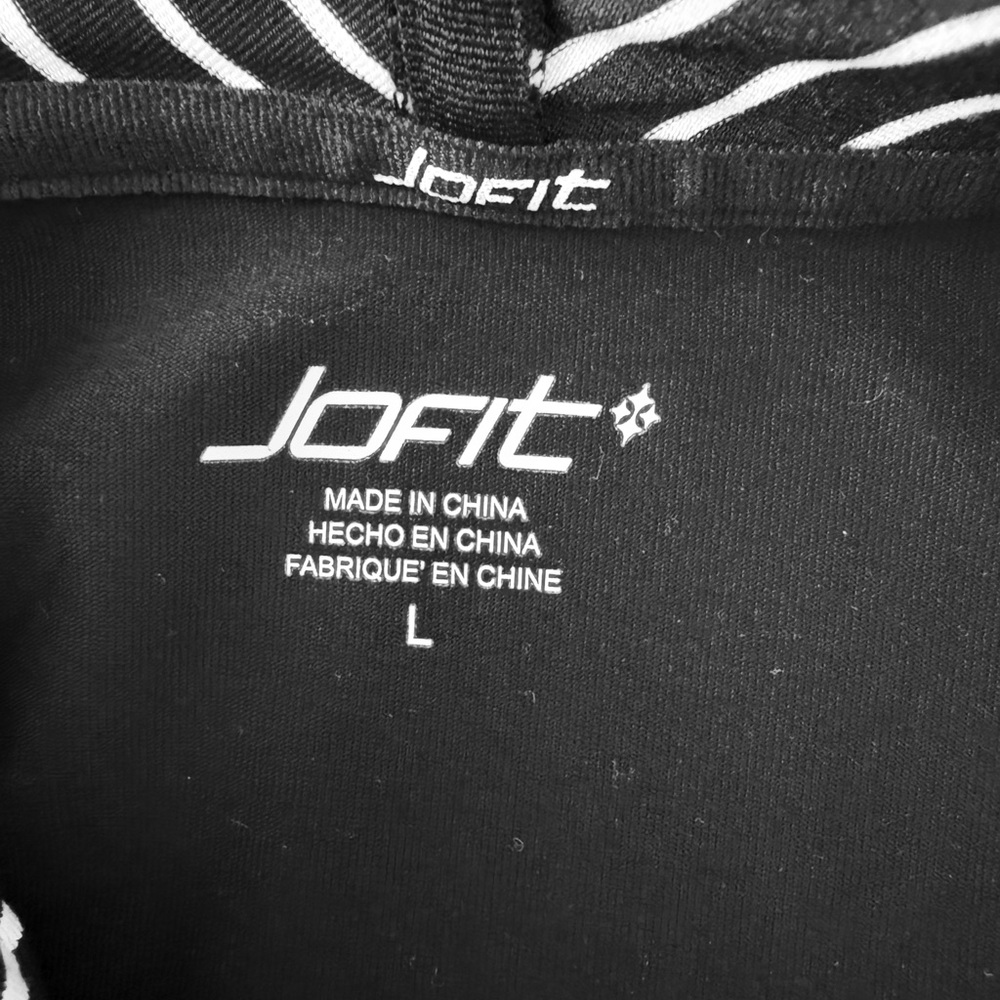 JOFIT
JOFIT
MADE IN CHINA
HECHO EN CHINA
FABRIQUE' EN CHINE
L